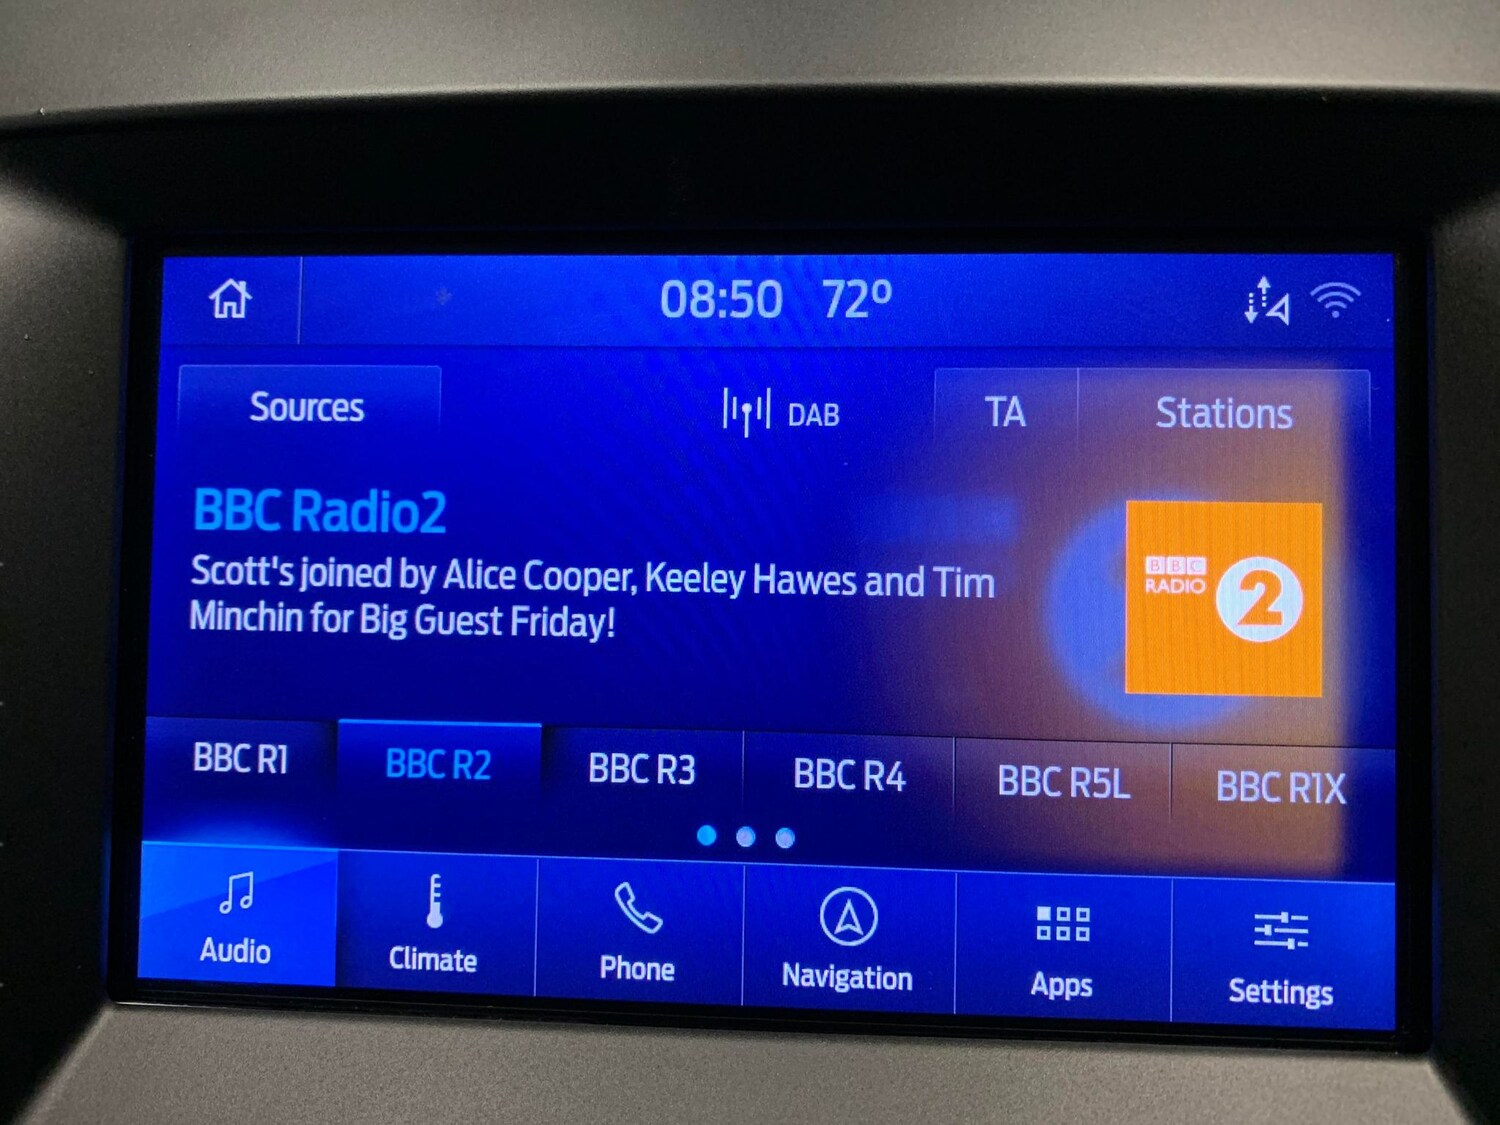 08:50 72°
Sources
DAB
TA
Stations
BBC Radio2
Scott's joined by Alice Cooper, Keeley Hawes and Tim
Minchin for Big Guest Friday!
BBC
RADIO
2
BBC R1
BBC R2
BBC R3
BBC R4
BBC R5L
BBC R1X
Audio
Climate
Phone
Navigation
Apps
Settings